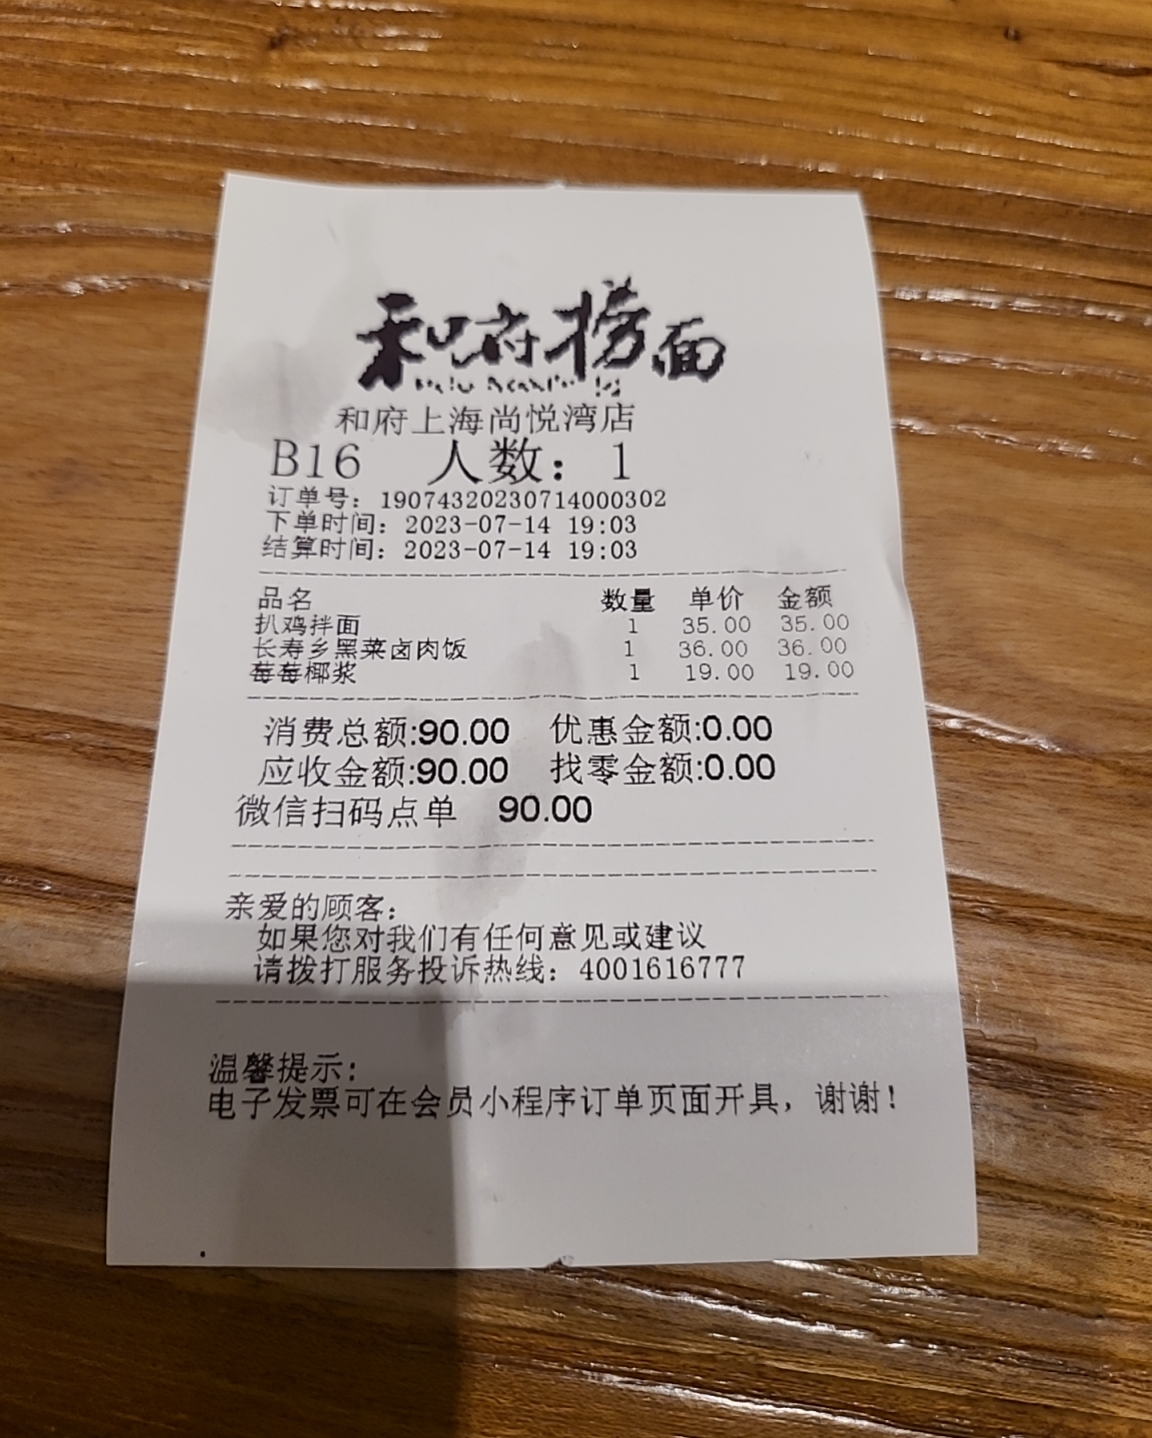 和府捞面
和府上海尚悦湾店
B16 人数：1
订单号：19074320230714000302
下单时间：2023-07-14 19:03
结算时间：2023-07-14 19:03
品名 数量 单价 金额
扒鸡拌面 1 35.00 35.00
长寿乡黑菜卤肉饭 1 36.00 36.00
莓莓椰浆 1 19.00 19.00
消费总额:90.00 优惠金额:0.00
应收金额:90.00 找零金额:0.00
微信扫码点单 90.00
亲爱的顾客：
如果您对我们有任何意见或建议
请拨打服务投诉热线：4001616777
温馨提示：
电子发票可在会员小程序订单页面开具，谢谢！